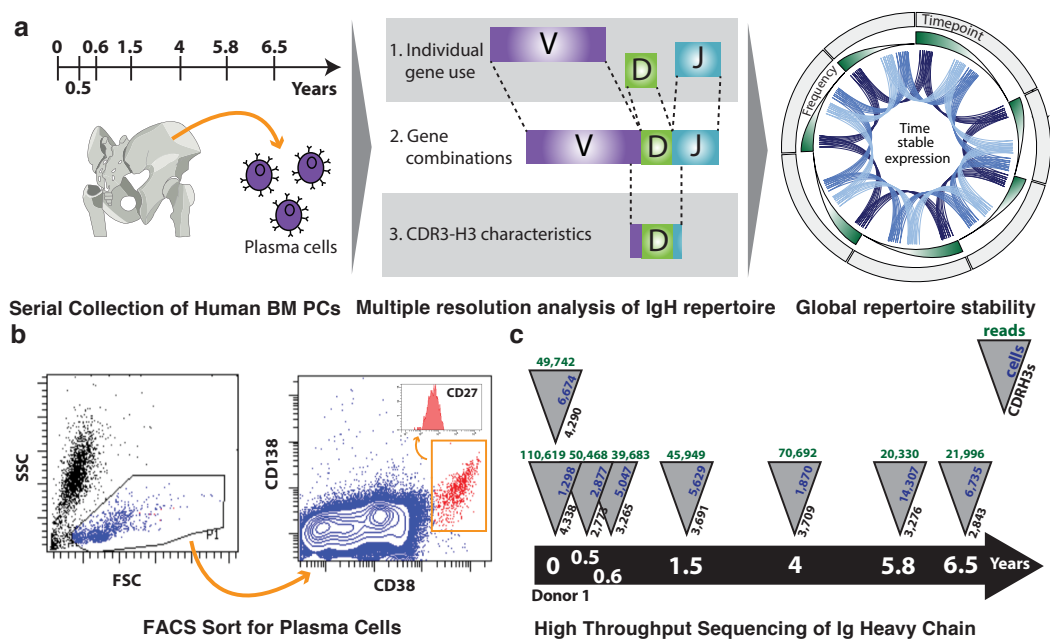 a
0 0.6 1.5 4 5.8 6.5
0.5
Years
Plasma cells
Serial Collection of Human BM PCs
1. Individual
gene use
V
D
J
2. Gene
combinations
V
D
J
3. CDR3-H3 characteristics
D
Multiple resolution analysis of IgH repertoire
Timepoint
Frequency
Time
stable
expression
Global repertoire stability
b
SSC
FSC
P1
CD138
CD38
CD27
FACS Sort for Plasma Cells
c
reads
cells
CDRH3s
49,742
6,674
4,290
110,619 50,468 39,683 45,949 70,692 20,330 21,996
1,298 2,877 5,047 5,629 1,870 14,307 6,735
4,338 2,778 3,265 3,691 3,709 3,276 2,843
0 0.5 0.6 1.5 4 5.8 6.5 Years
Donor 1
High Throughput Sequencing of Ig Heavy Chain